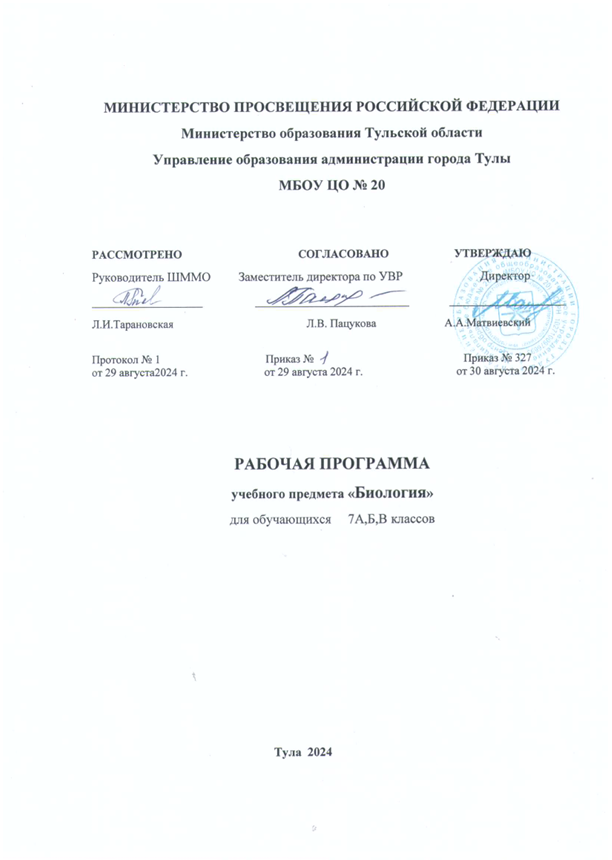 МИНИСТЕРСТВО ПРОСВЕЩЕНИЯ РОССИЙСКОЙ ФЕДЕРАЦИИ
Министерство образования Тульской области
Управление образования администрации города Тулы
МБОУ ЦО № 20
РАССМОТРЕНО СОГЛАСОВАНО УТВЕРЖДАЮ
Руководитель ШММО Заместитель директора по УВР Директор
Л.И.Тарановская Л.В. Пацукова А.А.Матвиевский
Протокол № 1 Приказ № 1 Приказ № 327
от 29 августа2024 г. от 29 августа 2024 г. от 30 августа 2024 г.
РАБОЧАЯ ПРОГРАММА
учебного предмета «Биология»
для обучающихся 7А,Б,В классов
Тула 2024